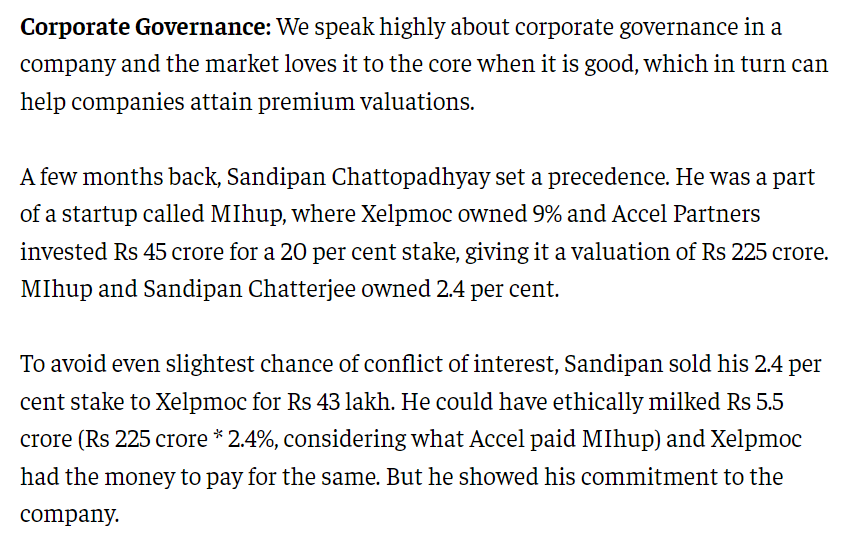 Corporate Governance: We speak highly about corporate governance in a
company and the market loves it to the core when it is good, which in turn can
help companies attain premium valuations.
A few months back, Sandipan Chattopadhyay set a precedence. He was a part
of a startup called MIhup, where Xelpmoc owned 9% and Accel Partners
invested Rs 45 crore for a 20 per cent stake, giving it a valuation of Rs 225 crore.
MIhup and Sandipan Chatterjee owned 2.4 per cent.
To avoid even slightest chance of conflict of interest, Sandipan sold his 2.4 per
cent stake to Xelpmoc for Rs 43 lakh. He could have ethically milked Rs 5.5
crore (Rs 225 crore * 2.4%, considering what Accel paid MIhup) and Xelpmoc
had the money to pay for the same. But he showed his commitment to the
company.